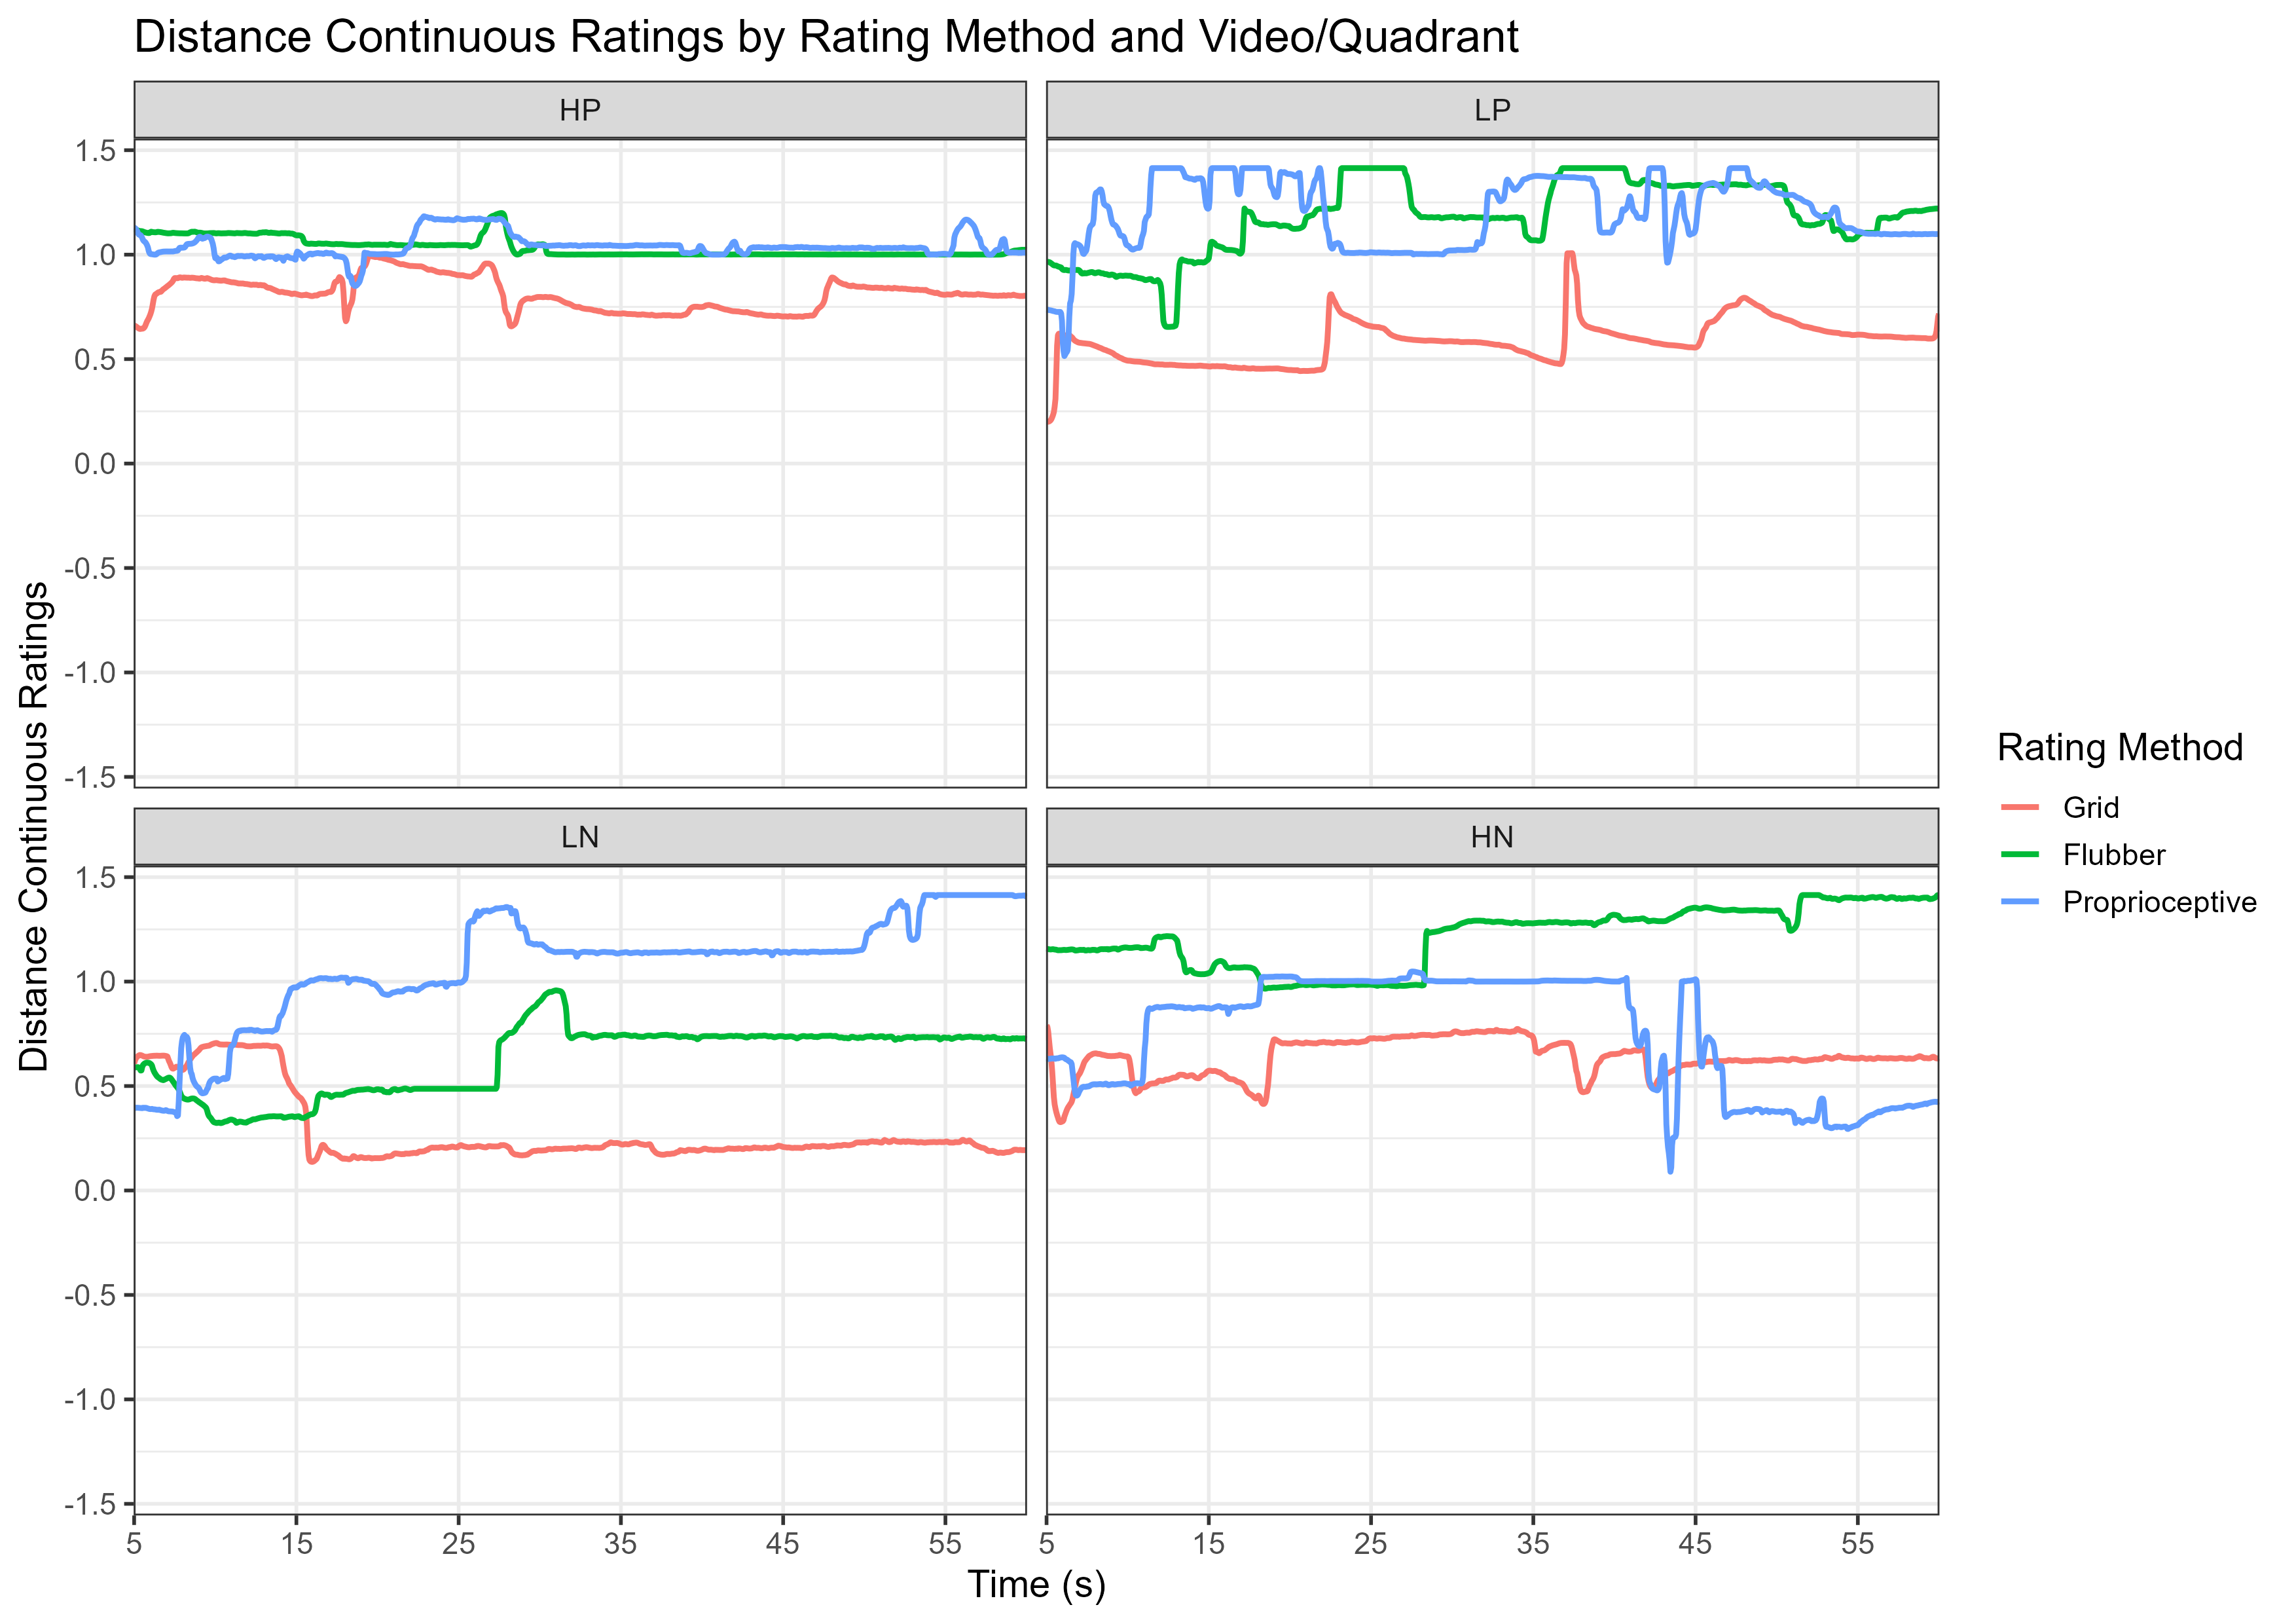 Distance Continuous Ratings by Rating Method and Video/Quadrant
HP
LP
1.5
1.0
0.5
0.0
-0.5
-1.0
-1.5
LN
HN
1.5
1.0
0.5
0.0
-0.5
-1.0
-1.5
5 15 25 35 45 55
5 15 25 35 45 55
Time (s)
Distance Continuous Ratings
Rating Method
Grid
Flubber
Proprioceptive